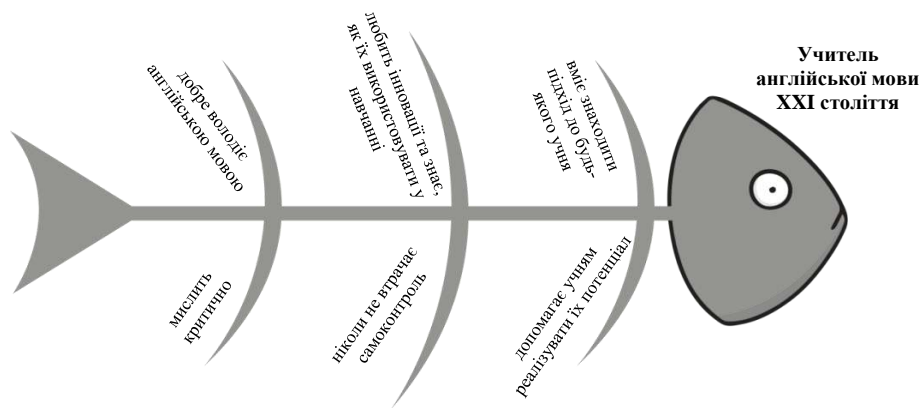 Учитель
англійської мови
ХХІ століття
добре володіє
англійською мовою
любить інновації та знає,
як їх використовувати у
навчанні
вміє знаходити
підхід до будь-
якого учня
мислить
критично
ніколи не втрачає
самоконтроль
допомагає учням
реалізувати їх потенціал